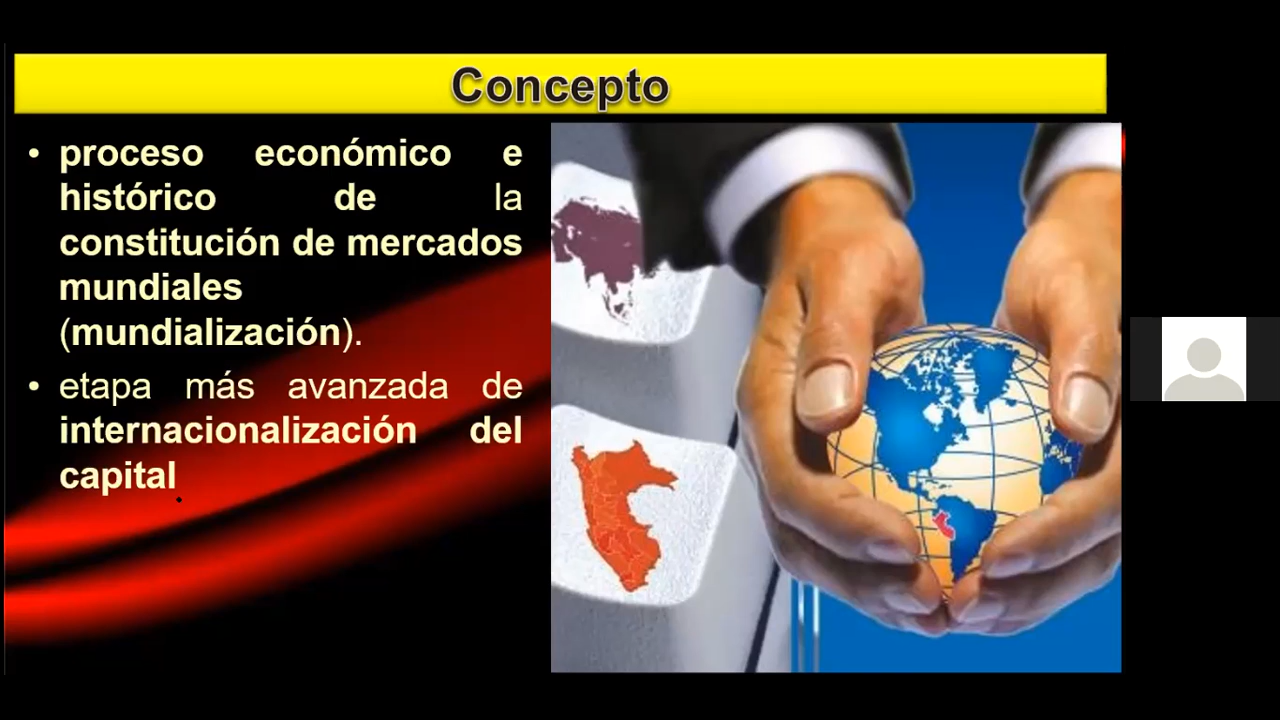 Concepto
• proceso económico e
histórico de la
constitución de mercados
mundiales
(mundialización).
• etapa más avanzada de
internacionalización del
capital